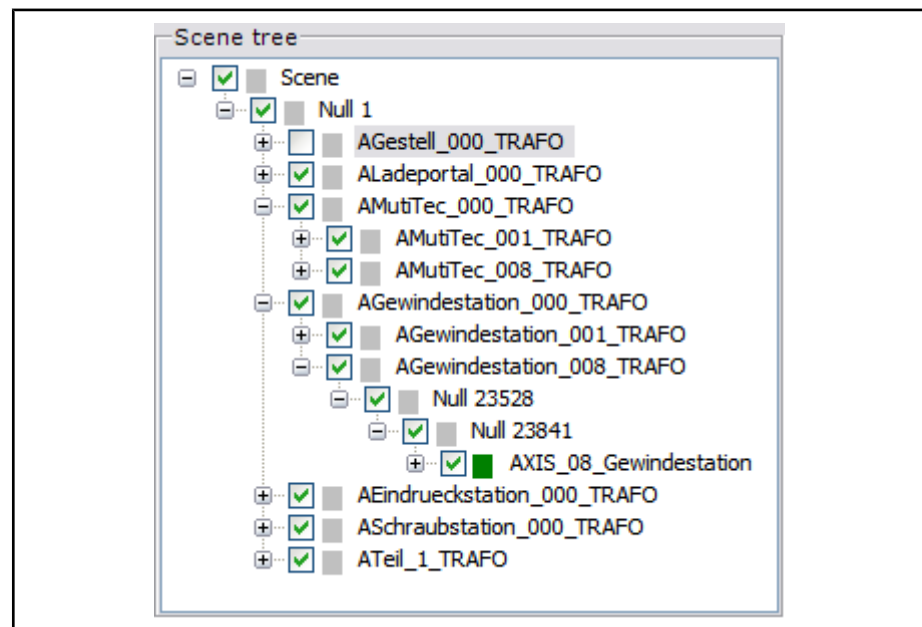 Scene tree
Scene
Null 1
AGestell_000_TRAFO
ALadeportal_000_TRAFO
AMutiTec_000_TRAFO
AMutiTec_001_TRAFO
AMutiTec_008_TRAFO
AGewindestation_000_TRAFO
AGewindestation_001_TRAFO
AGewindestation_008_TRAFO
Null 23528
Null 23841
AXIS_08_Gewindestation
AEindrueckstation_000_TRAFO
ASchraubstation_000_TRAFO
ATeil_1_TRAFO